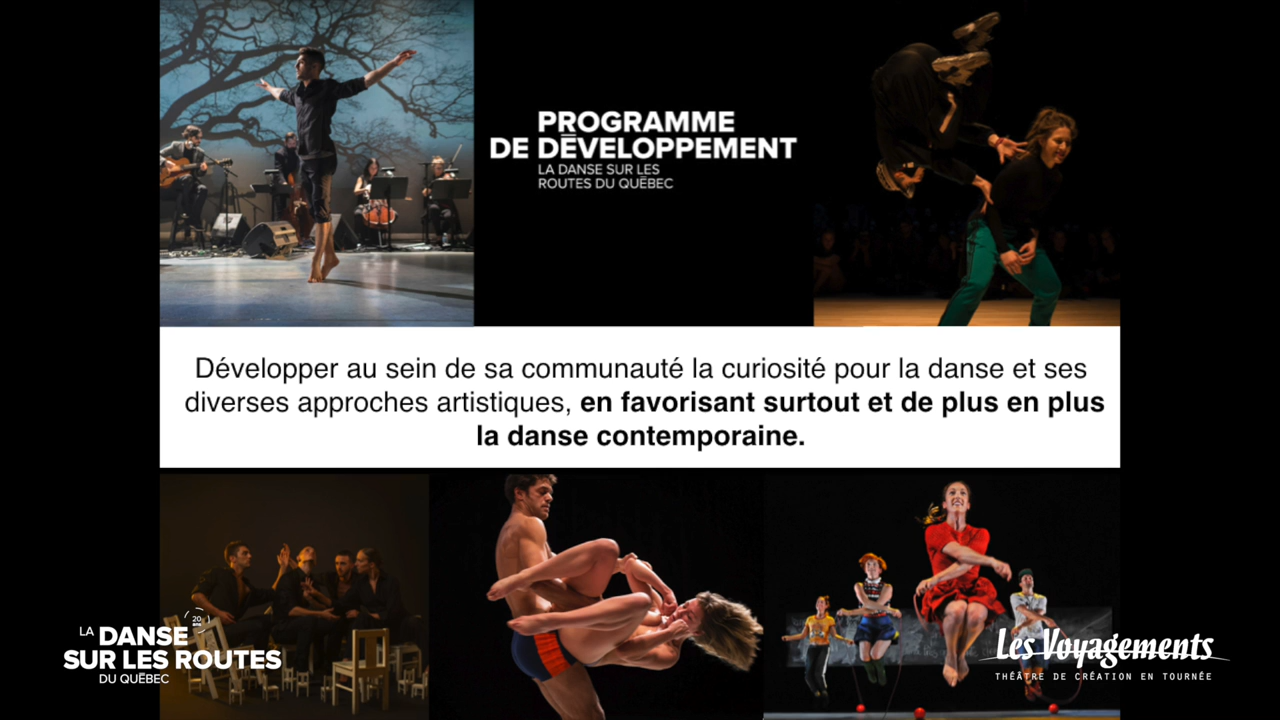 PROGRAMME
DE DÉVELOPPEMENT
LA DANSE SUR LES
ROUTES DU QUÉBEC
Développer au sein de sa communauté la curiosité pour la danse et ses
diverses approches artistiques, en favorisant surtout et de plus en plus
la danse contemporaine.
20
ans
LA DANSE
SUR LES ROUTES
DU QUÉBEC
Les Voyagements
THÉÂTRE DE CRÉATION EN TOURNÉE